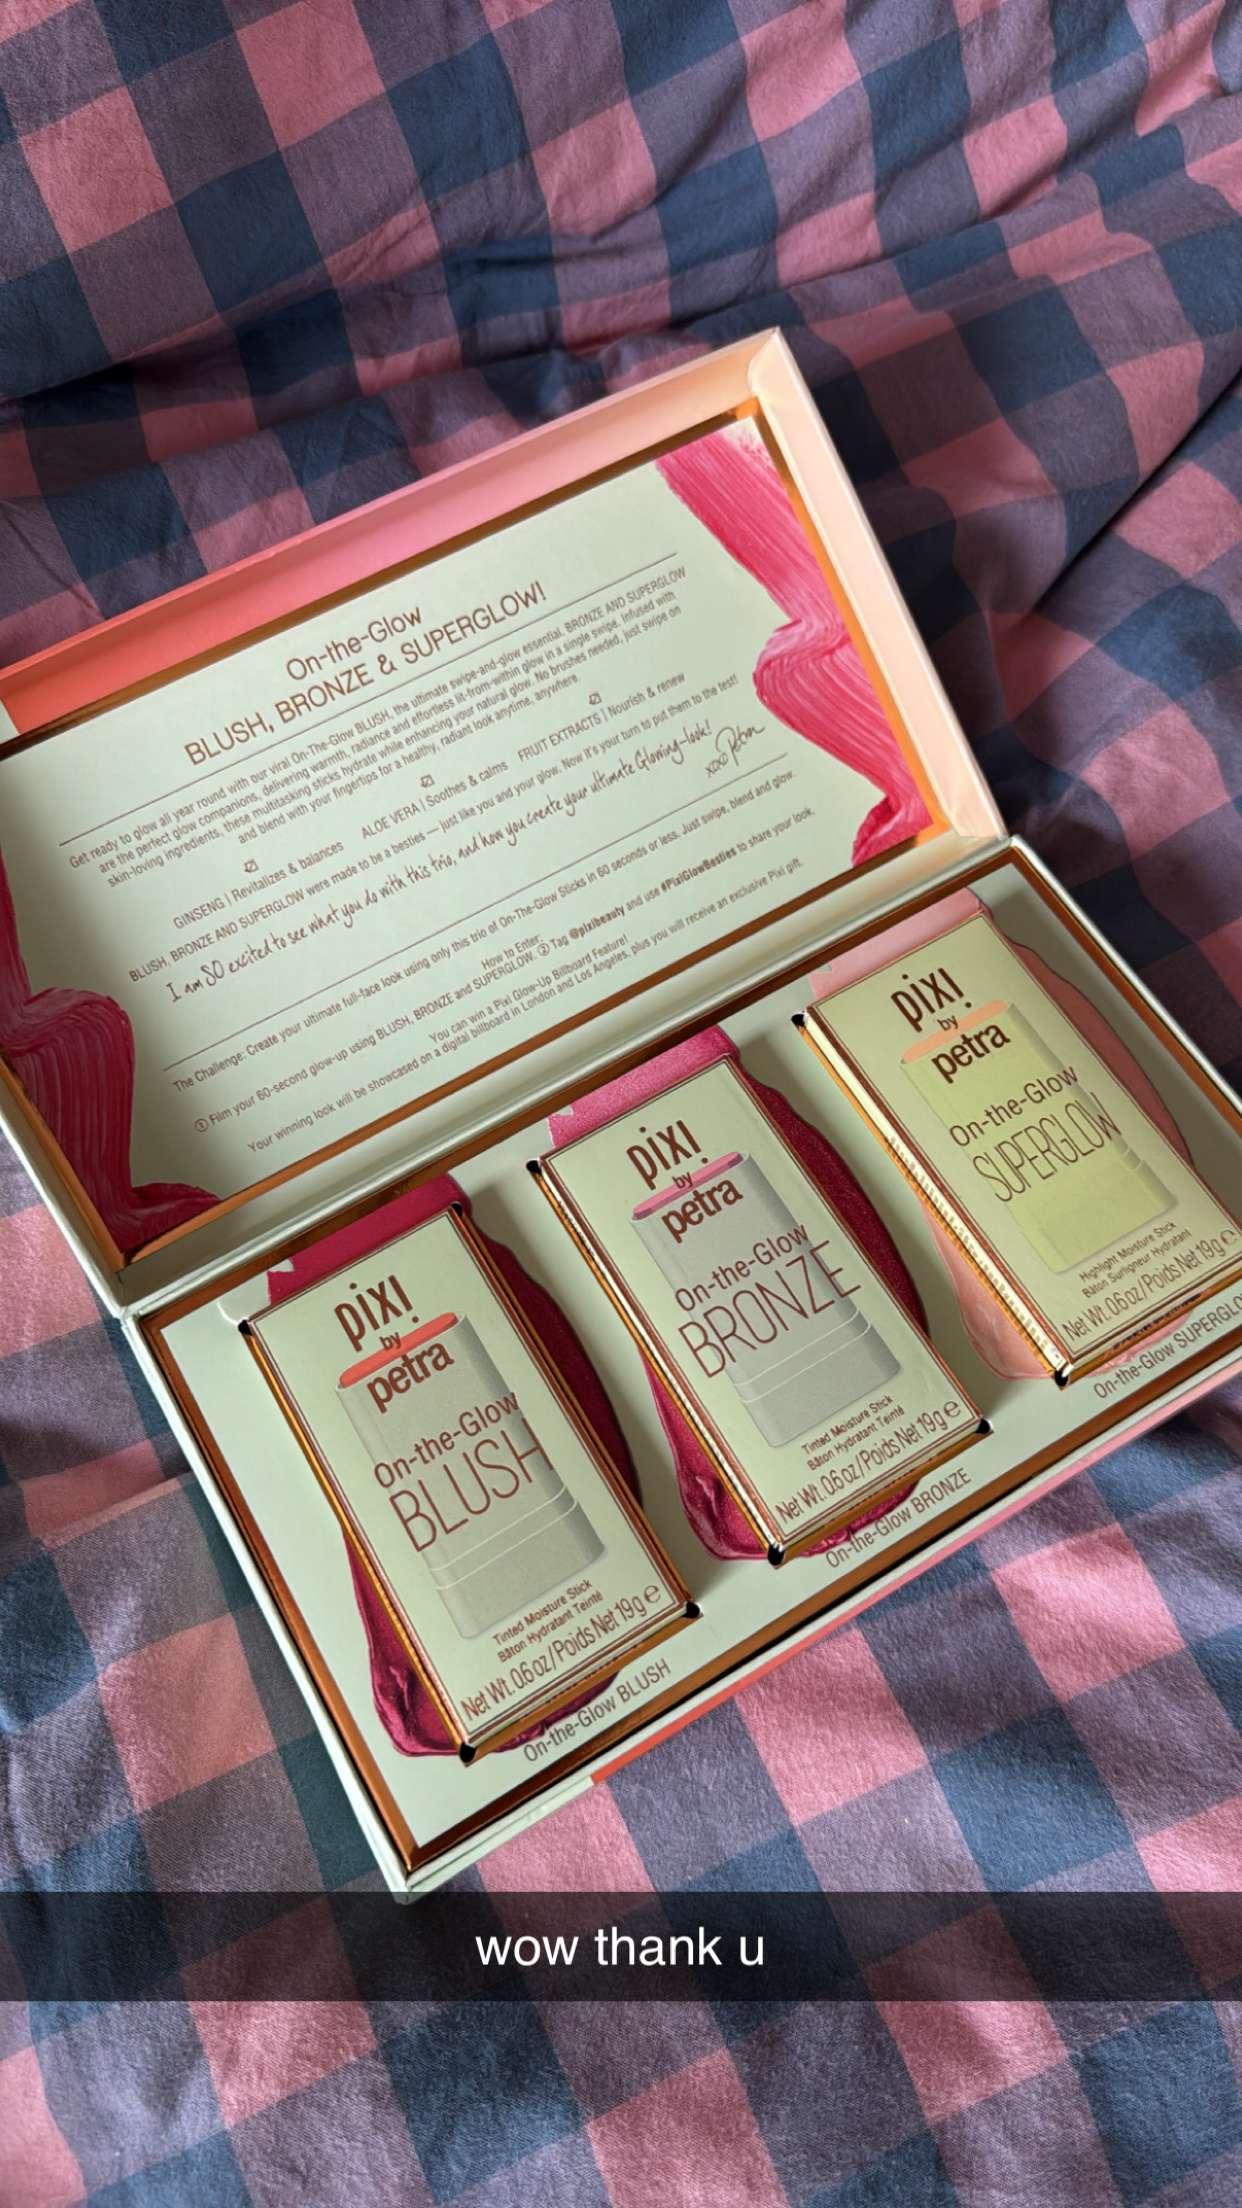 On-the-Glow
BLUSH, BRONZE & SUPERGLOW!
Get ready to glow all year round with our viral On-The-Glow BLUSH, the ultimate swipe-and-glow essential. BRONZE AND SUPERGLOW
are the perfect glow companions, delivering warmth, radiance and effortless lit-from-within glow in a single swipe. Infused with
skin-loving ingredients, these multitasking sticks hydrate while enhancing your natural glow. No brushes needed, just swipe on
and blend with your fingertips for a healthy, radiant look anytime, anywhere.
GINSENG | Revitalizes & balances ALOE VERA | Soothes & calms FRUIT EXTRACTS | Nourish & renew
BLUSH, BRONZE AND SUPERGLOW were made to be a besties — just like you and your glow. Now it's your turn to put them to the test!
I am SO excited to see what you do with this trio, and how you create your ultimate Glowing-look!
xoxo Petra
The Challenge: Create your ultimate full-face look using only this trio of On-The-Glow Sticks in 60 seconds or less. Just swipe, blend and glow.
How to Enter:
① Film your 60-second glow-up using BLUSH, BRONZE and SUPERGLOW. ② Tag @pixibeauty and use #PixiGlowBesties to share your look.
You can win a Pixi Glow-Up Billboard Feature!
Your winning look will be showcased on a digital billboard in London and Los Angeles, plus you will receive an exclusive Pixi gift.
pixi
by
petra
On-the-Glow
BLUSH
Tinted Moisture Stick
Bâton Hydratant Teinté
Net Wt. 0.6 oz/Poids Net 19g ℮
On-the-Glow BLUSH
pixi
by
petra
On-the-Glow
BRONZE
Tinted Moisture Stick
Bâton Hydratant Teinté
Net Wt. 0.6 oz/Poids Net 19g ℮
On-the-Glow BRONZE
pixi
by
petra
On-the-Glow
SUPERGLOW
Highlight Moisture Stick
Bâton Surligneur Hydratant
Net Wt. 0.6 oz/Poids Net 19g ℮
On-the-Glow SUPERGLO
wow thank u